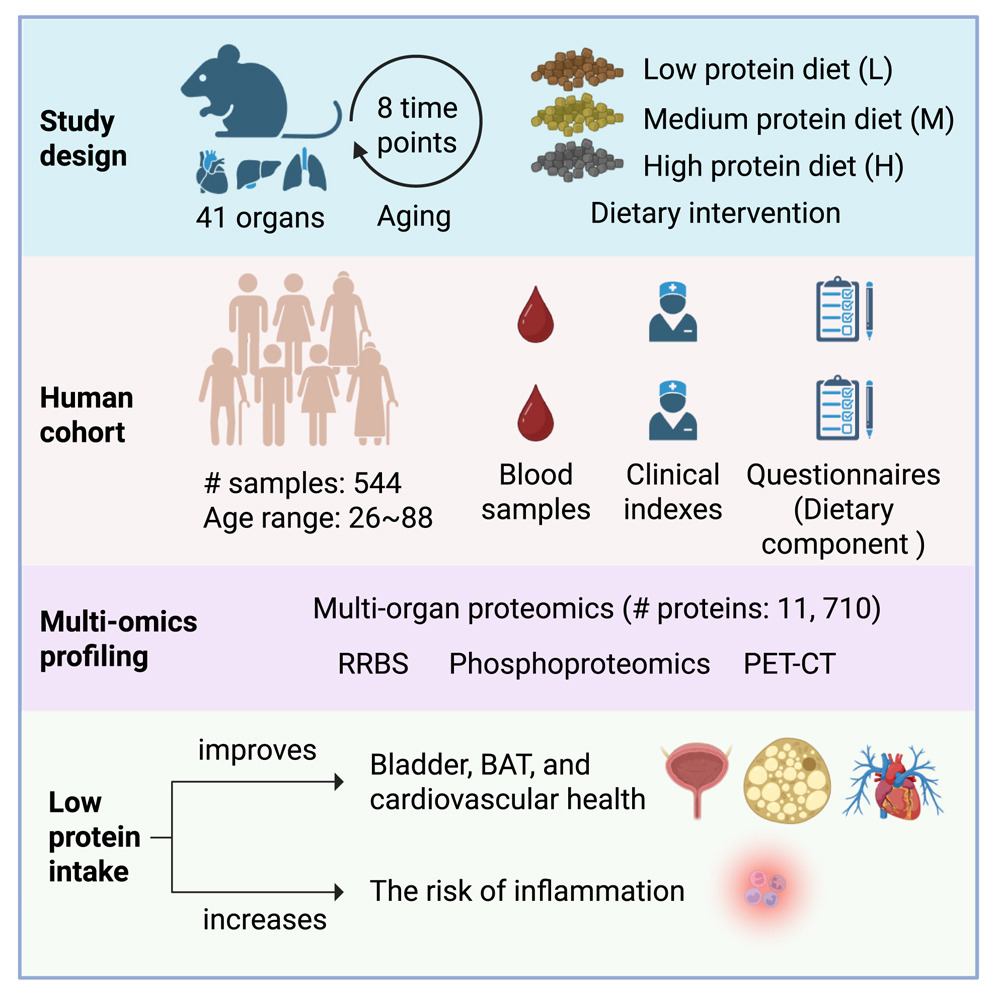 Study
design
8 time
points
41 organs
Aging
Low protein diet (L)
Medium protein diet (M)
High protein diet (H)
Dietary intervention
Human
cohort
# samples: 544
Age range: 26~88
Blood
samples
Clinical
indexes
Questionnaires
(Dietary
component )
Multi-omics
profiling
Multi-organ proteomics (# proteins: 11, 710)
RRBS Phosphoproteomics PET-CT
Low
protein
intake
improves
Bladder, BAT, and
cardiovascular health
increases
The risk of inflammation